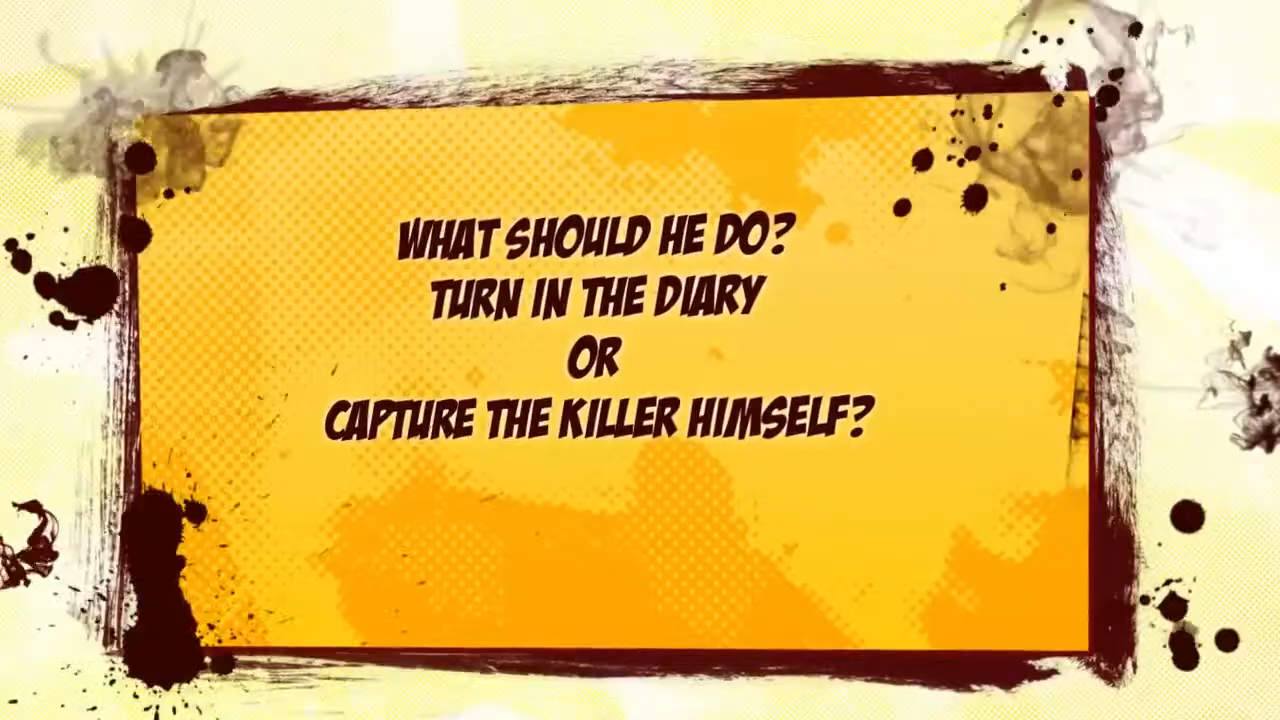 WHAT SHOULD HE DO?
TURN IN THE DIARY
OR
CAPTURE THE KILLER HIMSELF?